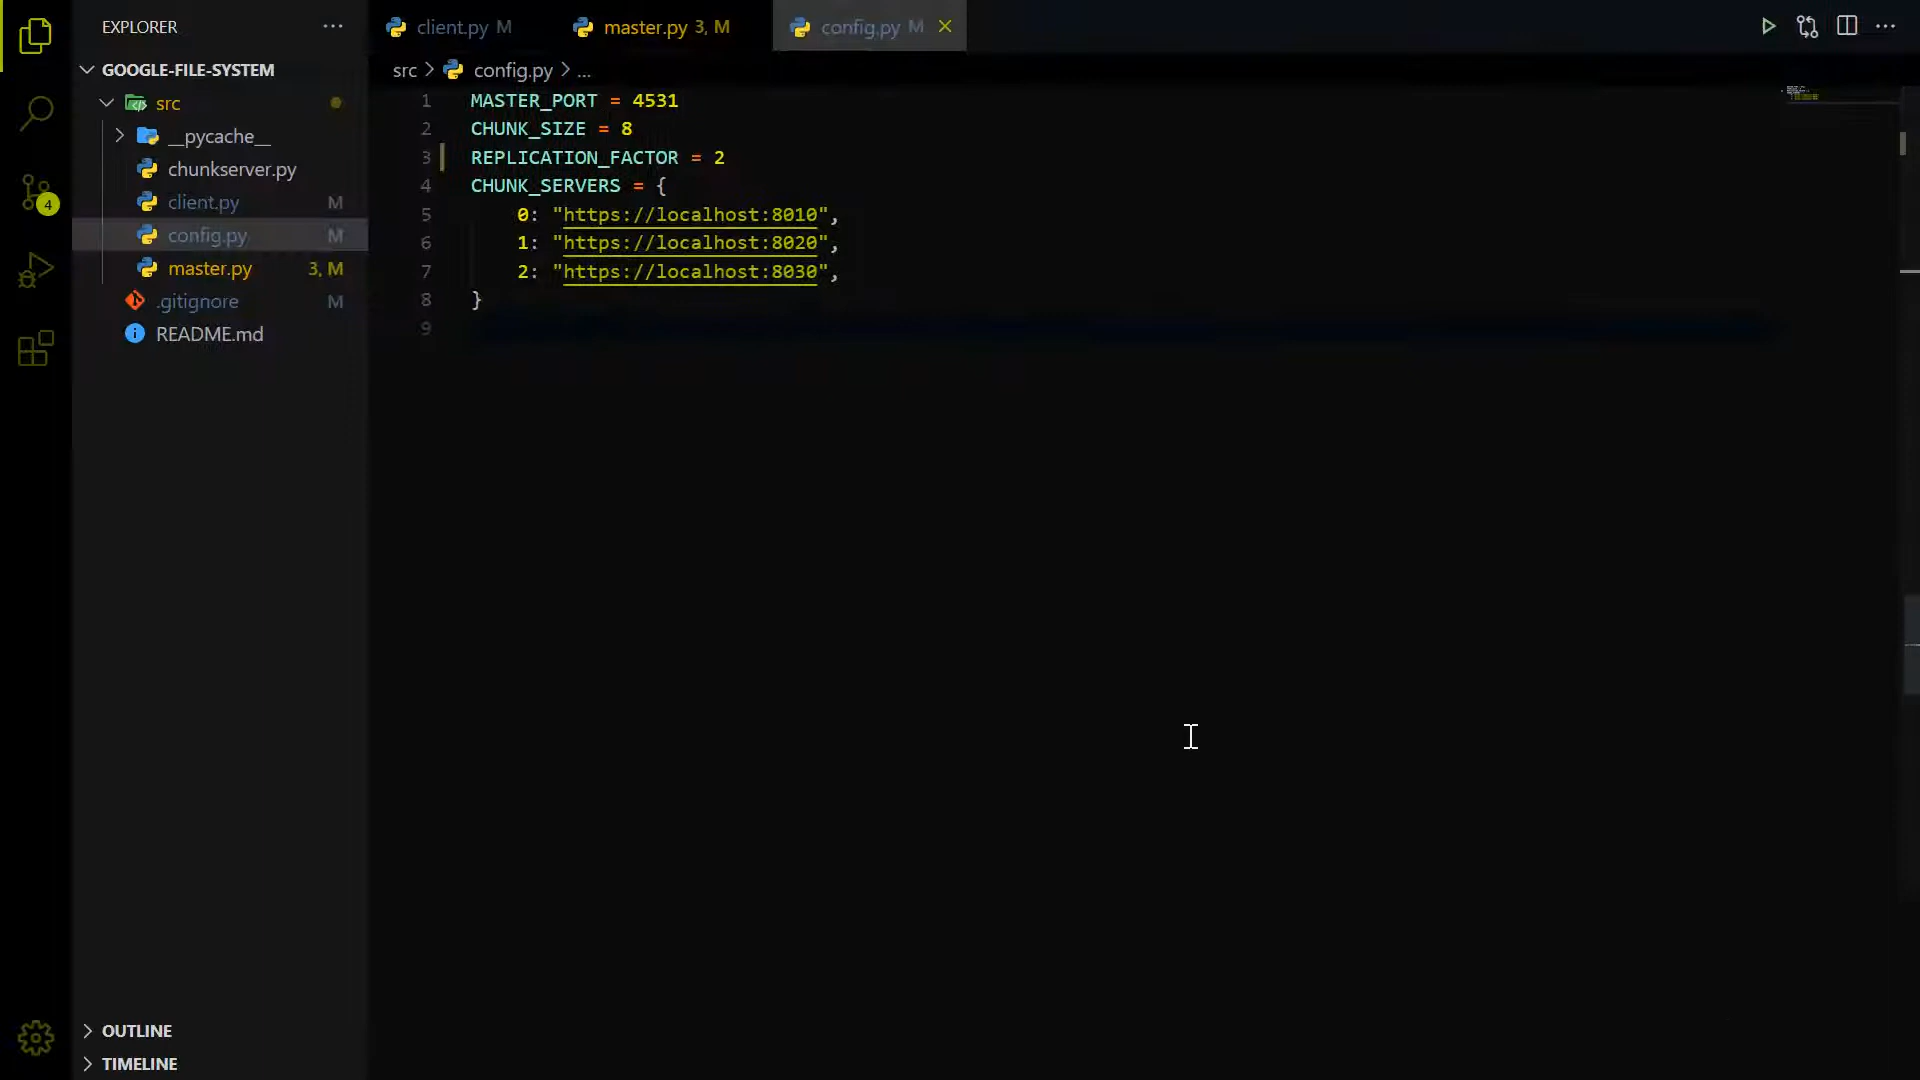 EXPLORER
GOOGLE-FILE-SYSTEM
src
__pycache__
chunkserver.py
client.py M
config.py M
master.py 3, M
.gitignore M
README.md
4
OUTLINE
TIMELINE
client.py M
master.py 3, M
config.py M
src > config.py > ...
1 MASTER_PORT = 4531
2 CHUNK_SIZE = 8
3 REPLICATION_FACTOR = 2
4 CHUNK_SERVERS = {
5 0: "https://localhost:8010",
6 1: "https://localhost:8020",
7 2: "https://localhost:8030",
8 }
9